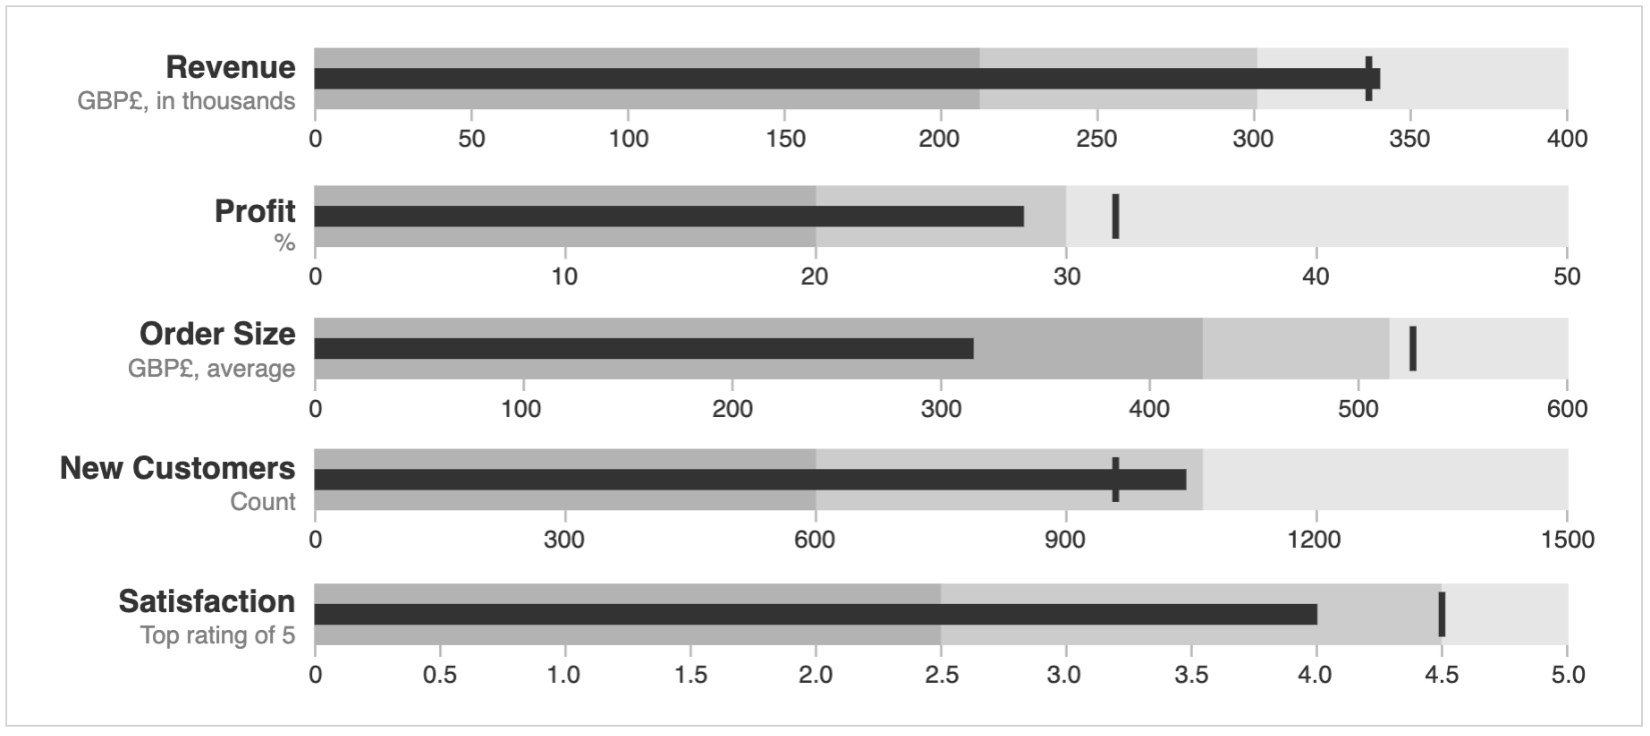 Revenue
GBP£, in thousands
0 50 100 150 200 250 300 350 400
Profit
%
0 10 20 30 40 50
Order Size
GBP£, average
0 100 200 300 400 500 600
New Customers
Count
0 300 600 900 1200 1500
Satisfaction
Top rating of 5
0 0.5 1.0 1.5 2.0 2.5 3.0 3.5 4.0 4.5 5.0